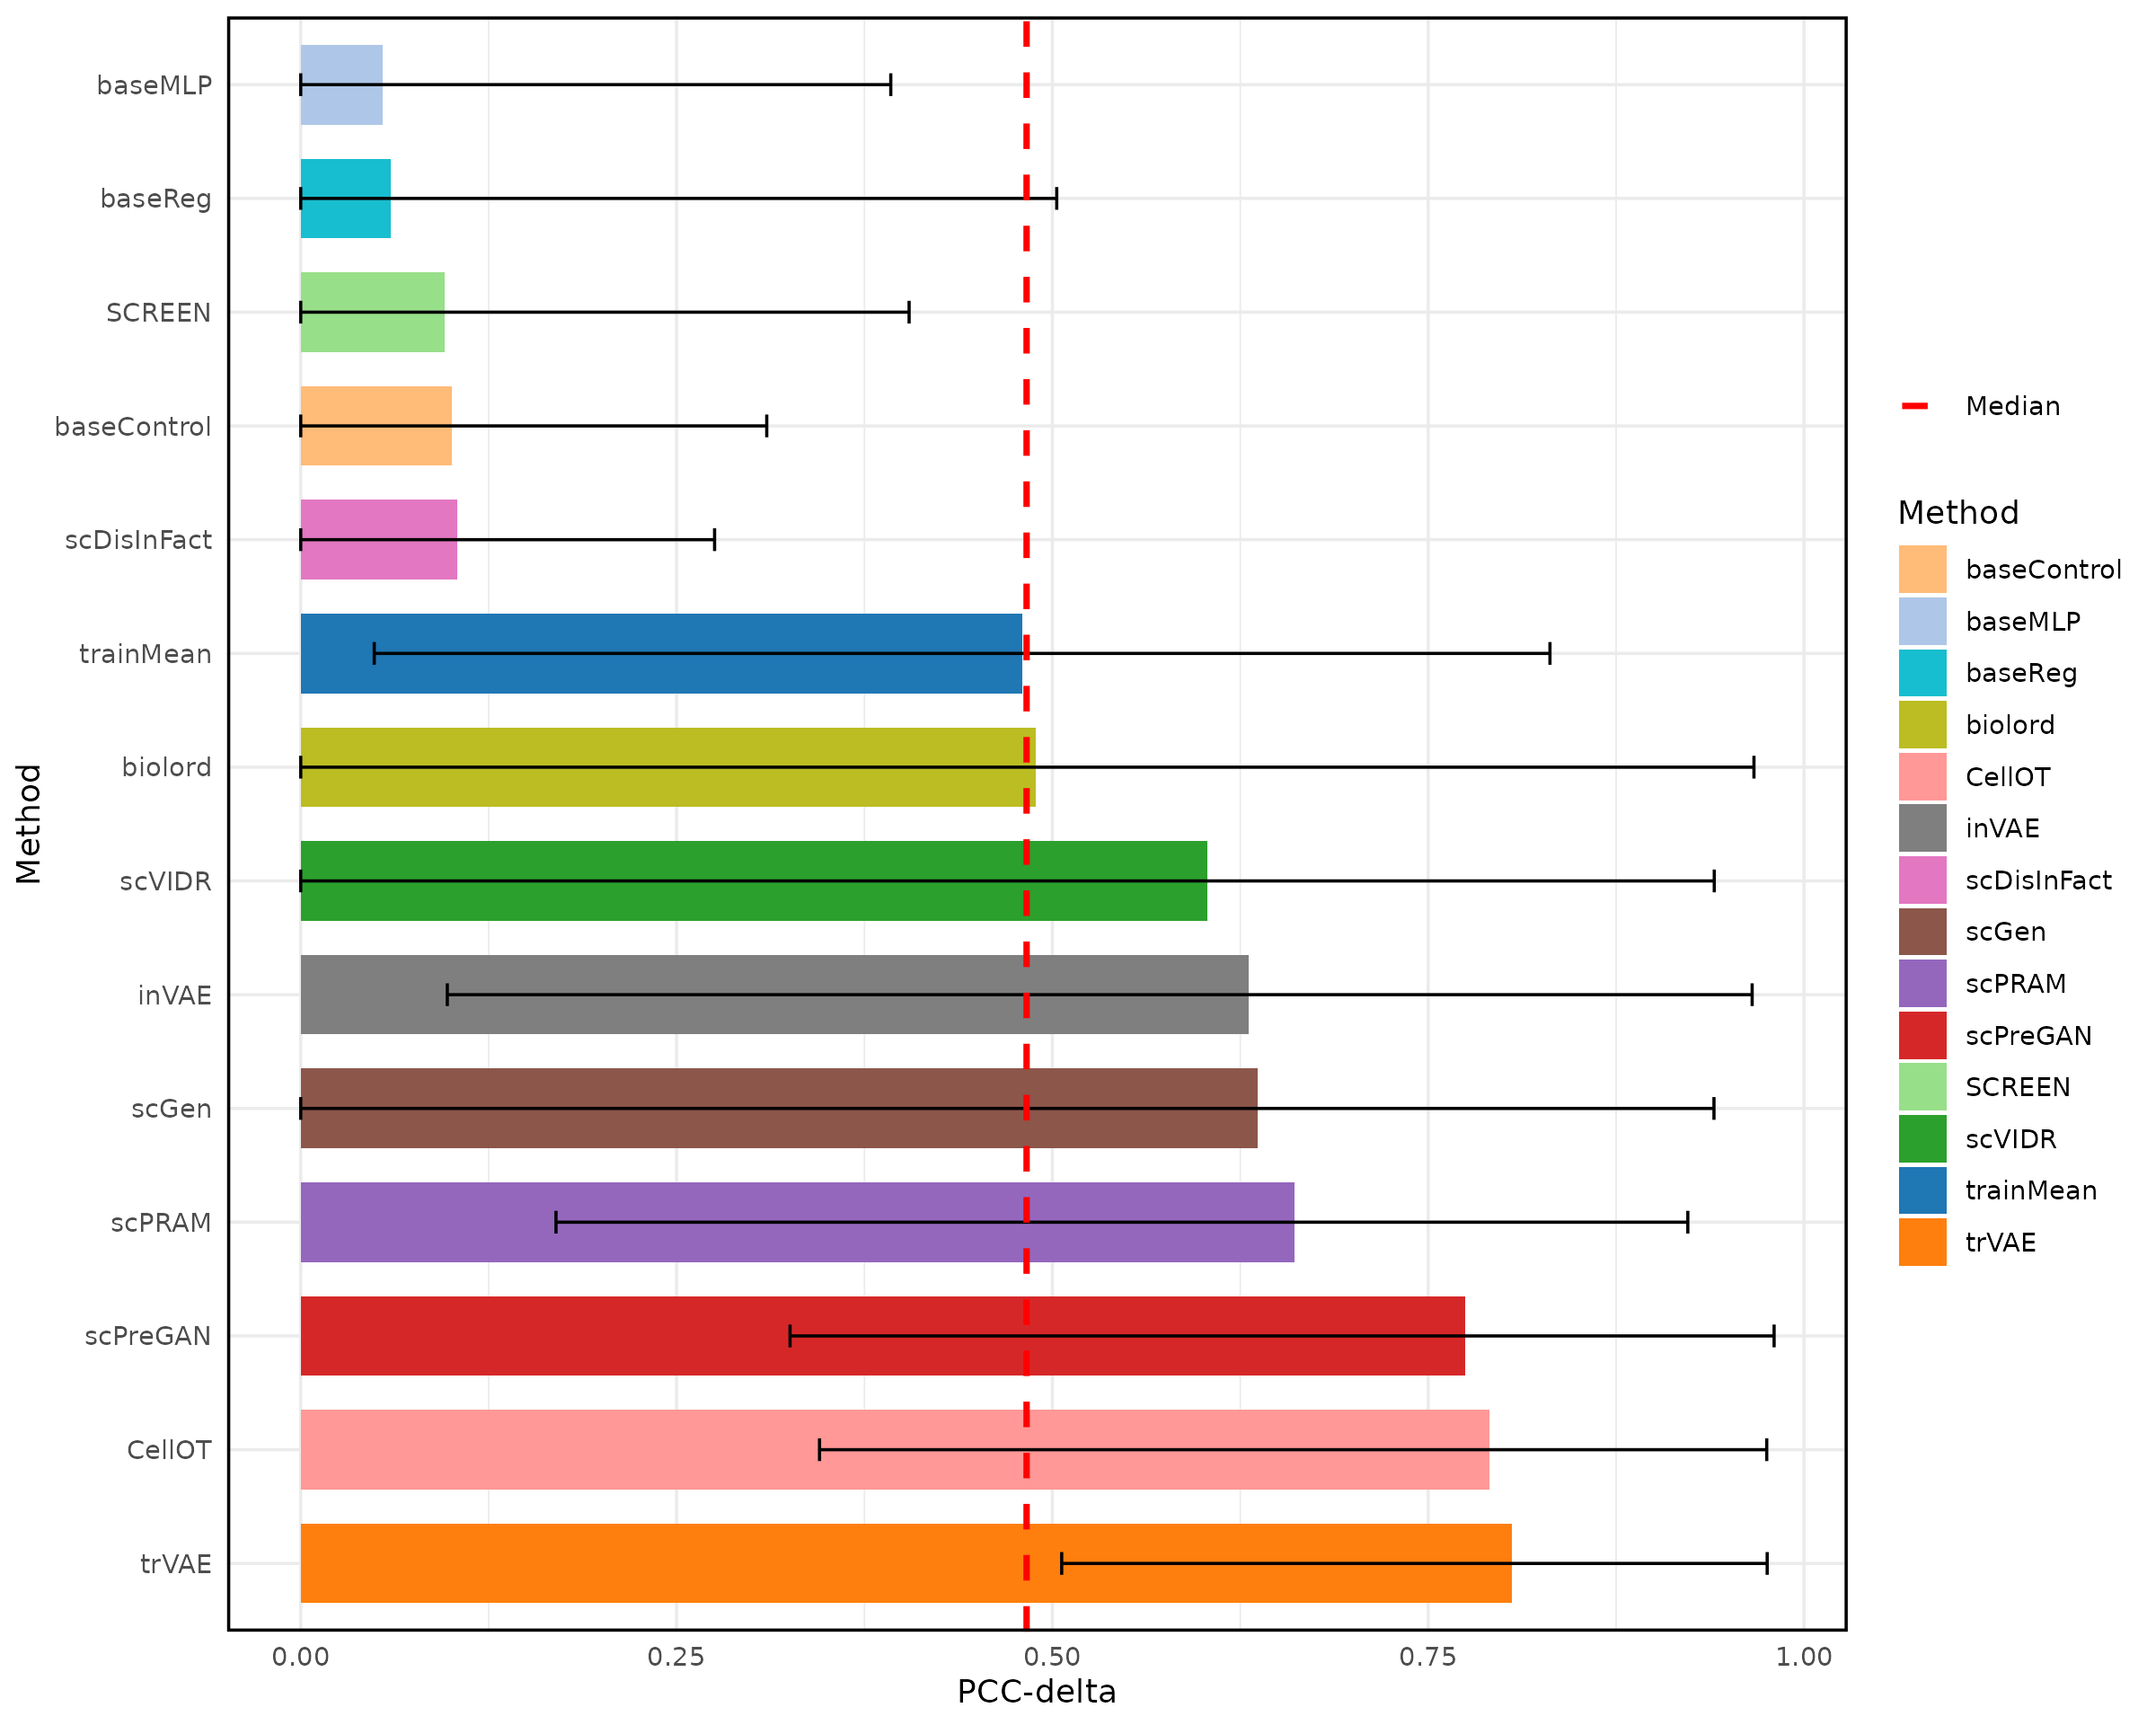 baseMLP
baseReg
SCREEN
baseControl
scDisInFact
trainMean
biolord
scVIDR
inVAE
scGen
scPRAM
scPreGAN
CellOT
trVAE
Method
0.00 0.25 0.50 0.75 1.00
PCC-delta
Median
Method
baseControl
baseMLP
baseReg
biolord
CellOT
inVAE
scDisInFact
scGen
scPRAM
scPreGAN
SCREEN
scVIDR
trainMean
trVAE